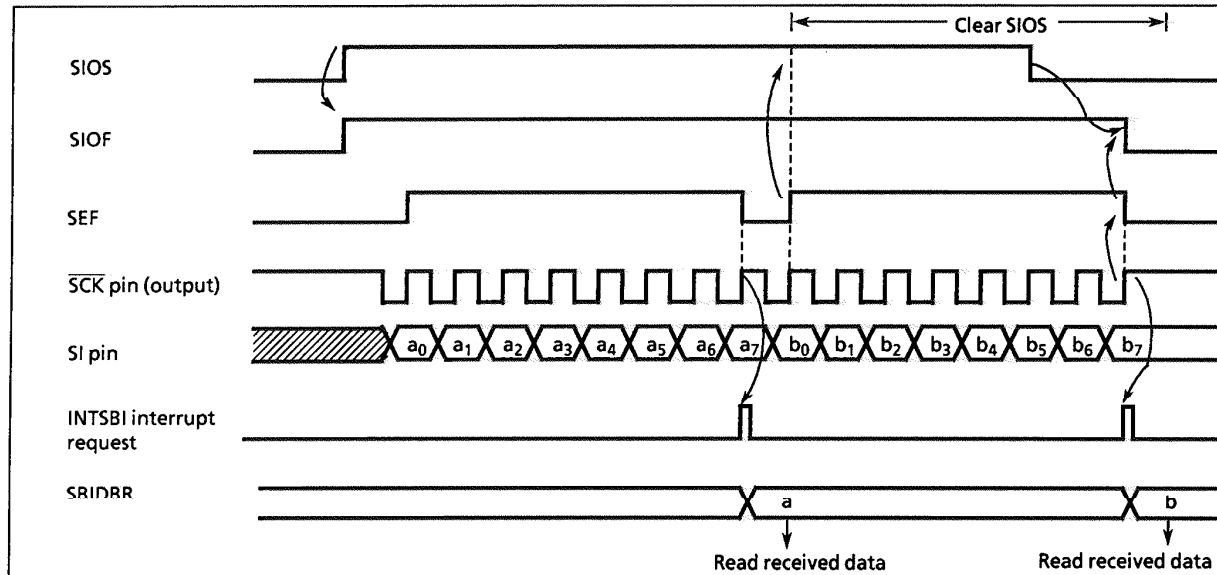 Clear SIOS
SIOS
SIOF
SEF
SCK pin (output)
SI pin
a0 a1 a2 a3 a4 a5 a6 a7 b0 b1 b2 b3 b4 b5 b6 b7
INTSBI interrupt
request
SBIDBR
a b
Read received data Read received data